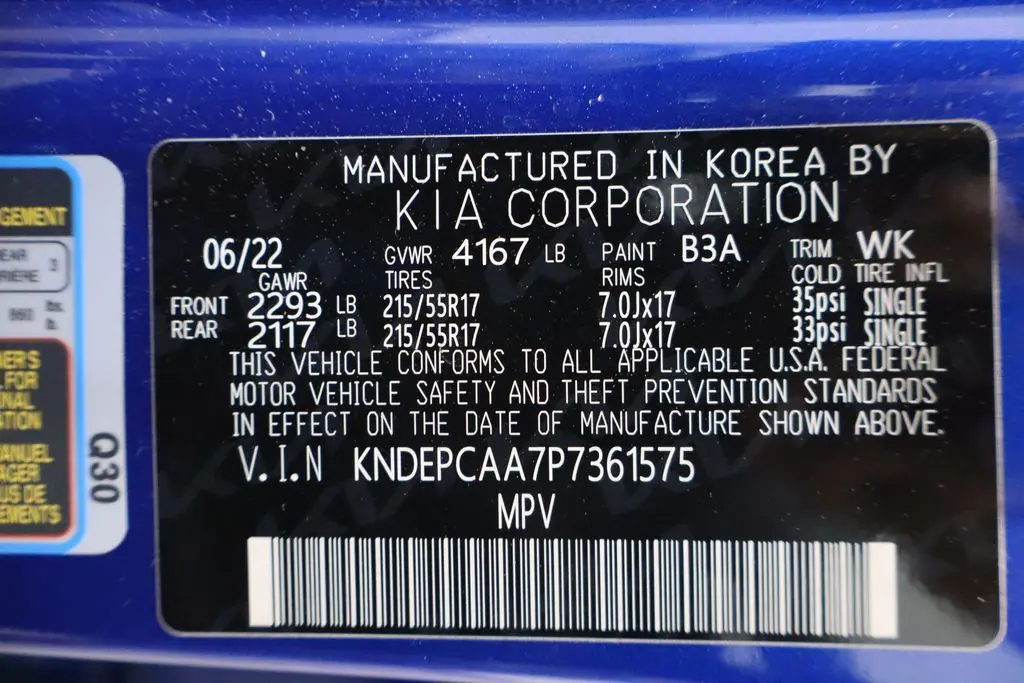 MANUFACTURED IN KOREA BY
KIA CORPORATION
06/22 GVWR 4167 LB PAINT B3A TRIM WK
GAWR TIRES RIMS COLD TIRE INFL
FRONT 2293 LB 215/55R17 7.0Jx17 35psi SINGLE
REAR 2117 LB 215/55R17 7.0Jx17 33psi SINGLE
THIS VEHICLE CONFORMS TO ALL APPLICABLE U.S.A. FEDERAL
MOTOR VEHICLE SAFETY AND THEFT PREVENTION STANDARDS
IN EFFECT ON THE DATE OF MANUFACTURE SHOWN ABOVE.
V.I.N KNDEPCAA7P7361575
MPV
Q30